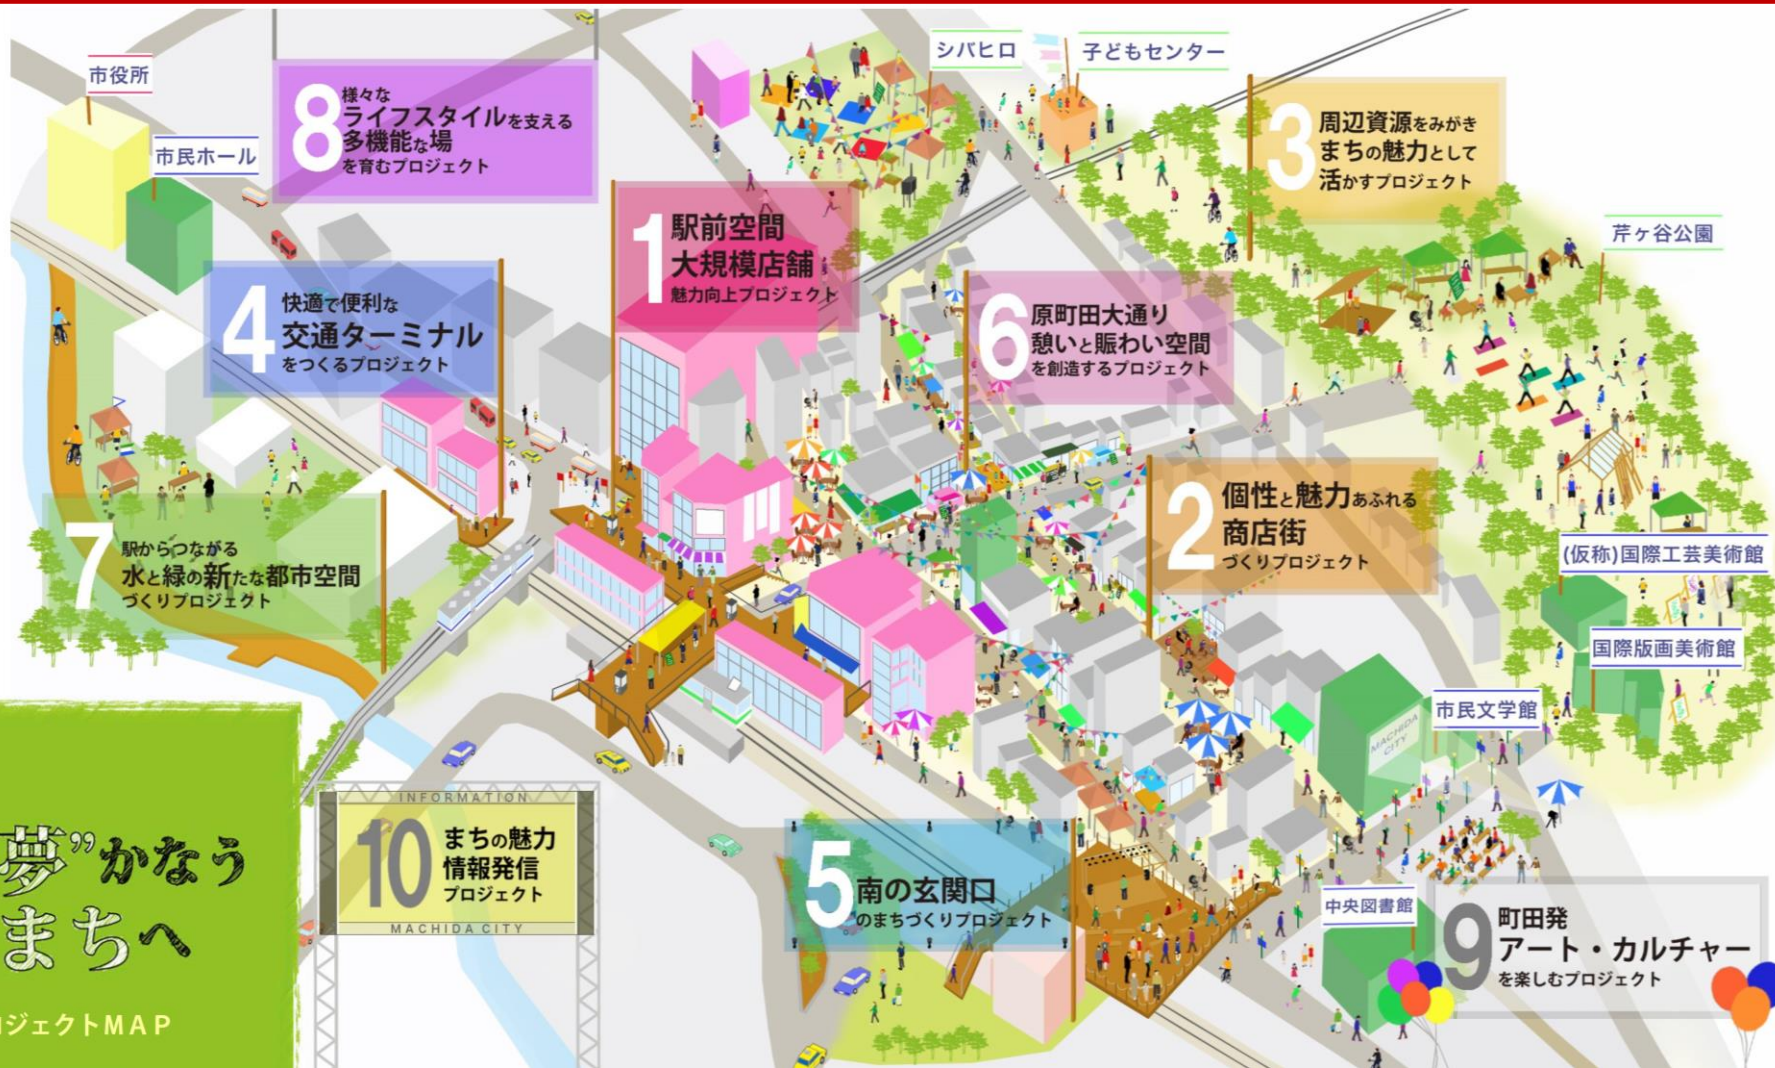 市役所
市民ホール
8
様々な
ライフスタイルを支える
多機能な場
を育むプロジェクト
シバヒロ
子どもセンター
3
周辺資源をみがき
まちの魅力として
活かすプロジェクト
芹ヶ谷公園
1
駅前空間
大規模店舗
魅力向上プロジェクト
4
快適で便利な
交通ターミナル
をつくるプロジェクト
6
原町田大通り
憩いと賑わい空間
を創造するプロジェクト
2
個性と魅力あふれる
商店街
づくりプロジェクト
7
駅からつながる
水と緑の新たな都市空間
づくりプロジェクト
(仮称)国際工芸美術館
国際版画美術館
市民文学館
MACHIDA
CITY
INFORMATION
10
まちの魅力
情報発信
プロジェクト
MACHIDA CITY
5
南の玄関口
のまちづくりプロジェクト
中央図書館
9
町田発
アート・カルチャー
を楽しむプロジェクト
夢”かなう
まちへ
ジェクトMAP